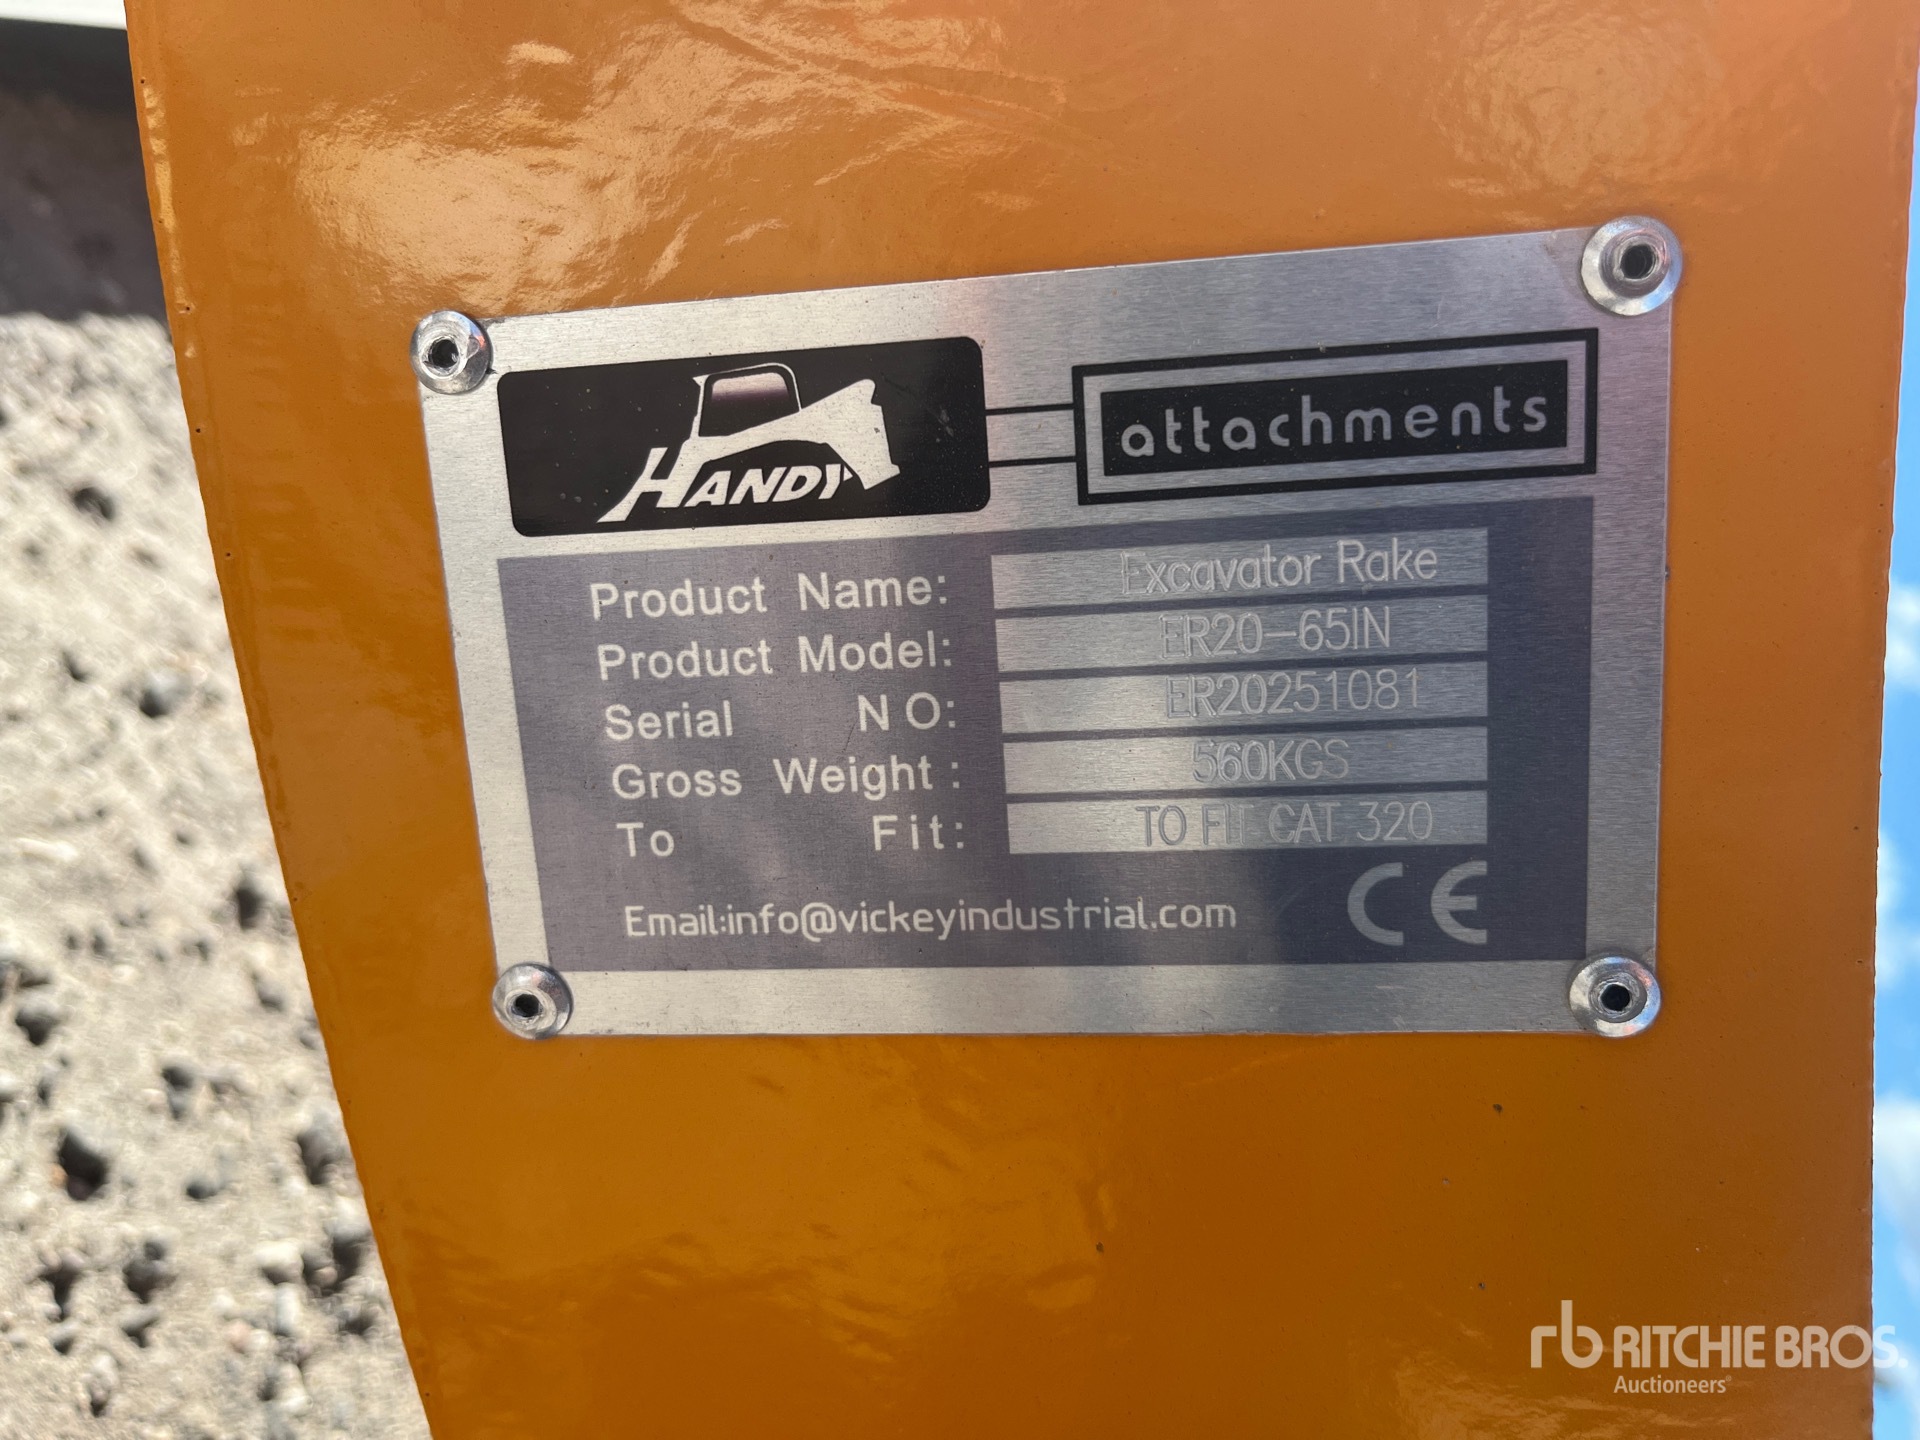 HANDY
attachments
Product Name: Excavator Rake
Product Model: ER20-65IN
Serial NO: ER20251081
Gross Weight: 560KGS
To Fit: TO FIT CAT 320
Email:info@vickeyindustrial.com
CE
rb RITCHIE BROS.
Auctioneers®